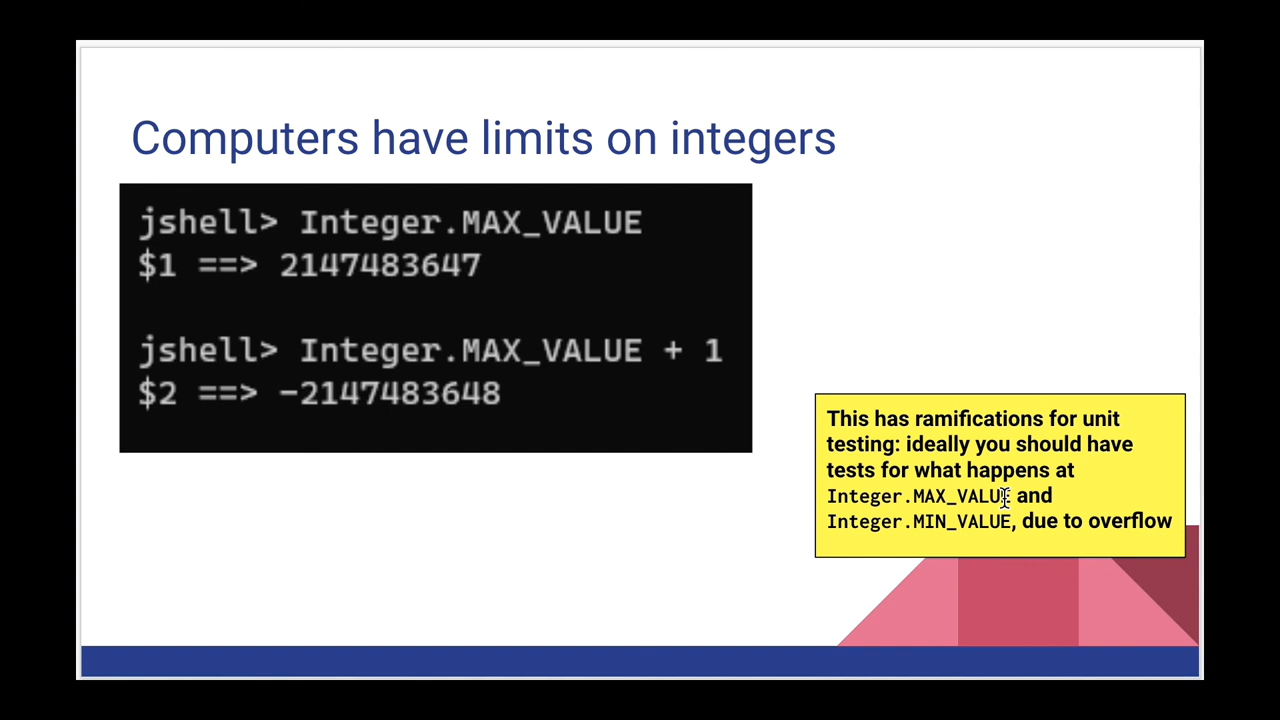 Computers have limits on integers
jshell> Integer.MAX_VALUE
$1 ==> 2147483647
jshell> Integer.MAX_VALUE + 1
$2 ==> -2147483648
This has ramifications for unit
testing: ideally you should have
tests for what happens at
Integer.MAX_VALUE and
Integer.MIN_VALUE, due to overflow